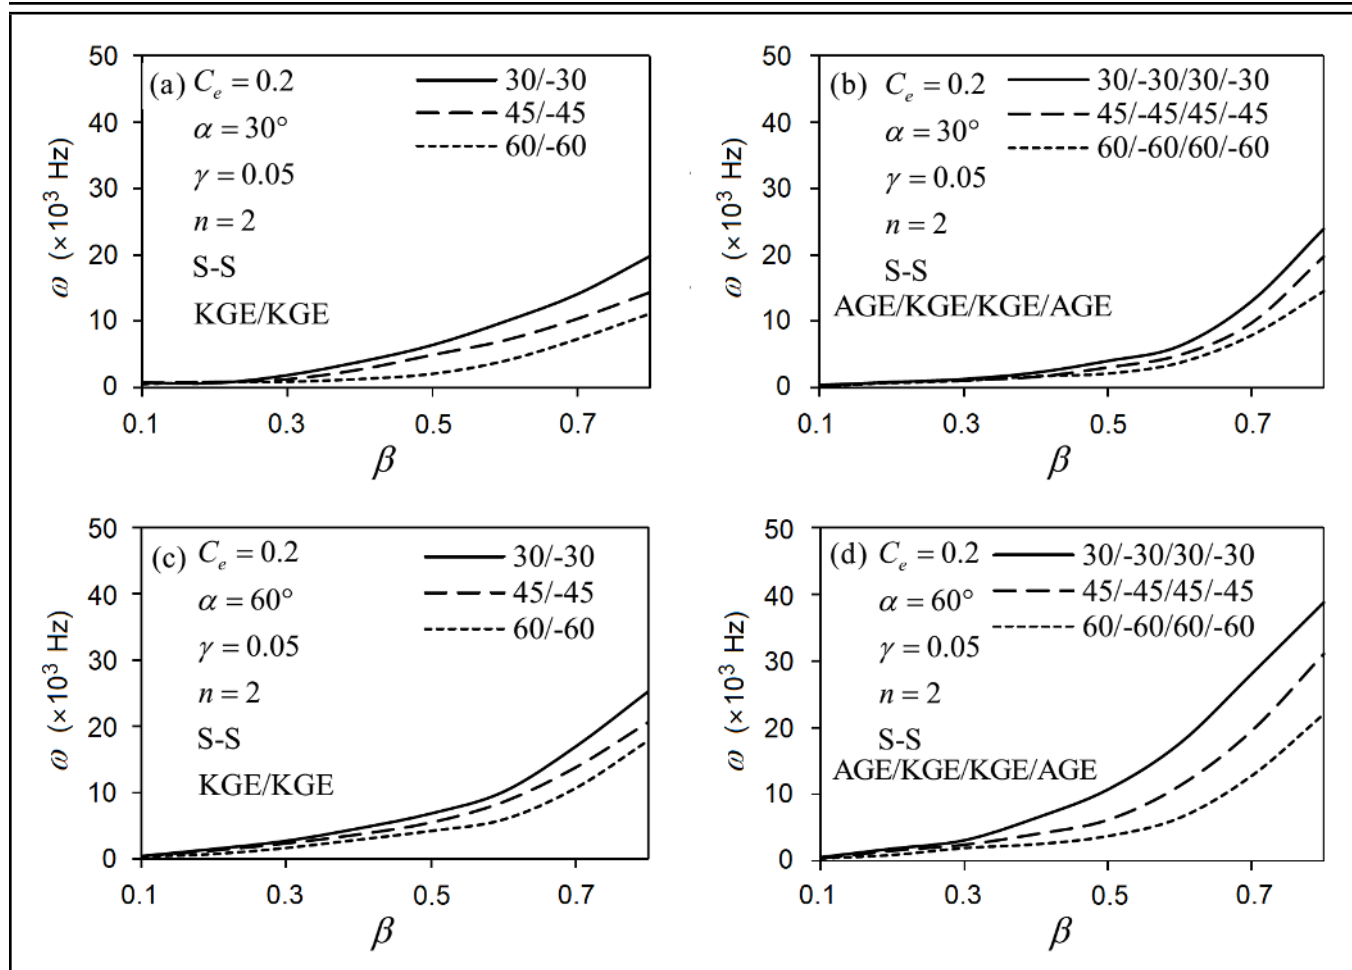 (a) C_e = 0.2
α = 30°
γ = 0.05
n = 2
S-S
KGE/KGE
30/-30
45/-45
60/-60
50
40
30
20
10
0
ω (×10³ Hz)
0.1 0.3 0.5 0.7
β
(b) C_e = 0.2
α = 30°
γ = 0.05
n = 2
S-S
AGE/KGE/KGE/AGE
30/-30/30/-30
45/-45/45/-45
60/-60/60/-60
50
40
30
20
10
0
ω (×10³ Hz)
0.1 0.3 0.5 0.7
β
(c) C_e = 0.2
α = 60°
γ = 0.05
n = 2
S-S
KGE/KGE
30/-30
45/-45
60/-60
50
40
30
20
10
0
ω (×10³ Hz)
0.1 0.3 0.5 0.7
β
(d) C_e = 0.2
α = 60°
γ = 0.05
n = 2
S-S
AGE/KGE/KGE/AGE
30/-30/30/-30
45/-45/45/-45
60/-60/60/-60
50
40
30
20
10
0
ω (×10³ Hz)
0.1 0.3 0.5 0.7
β